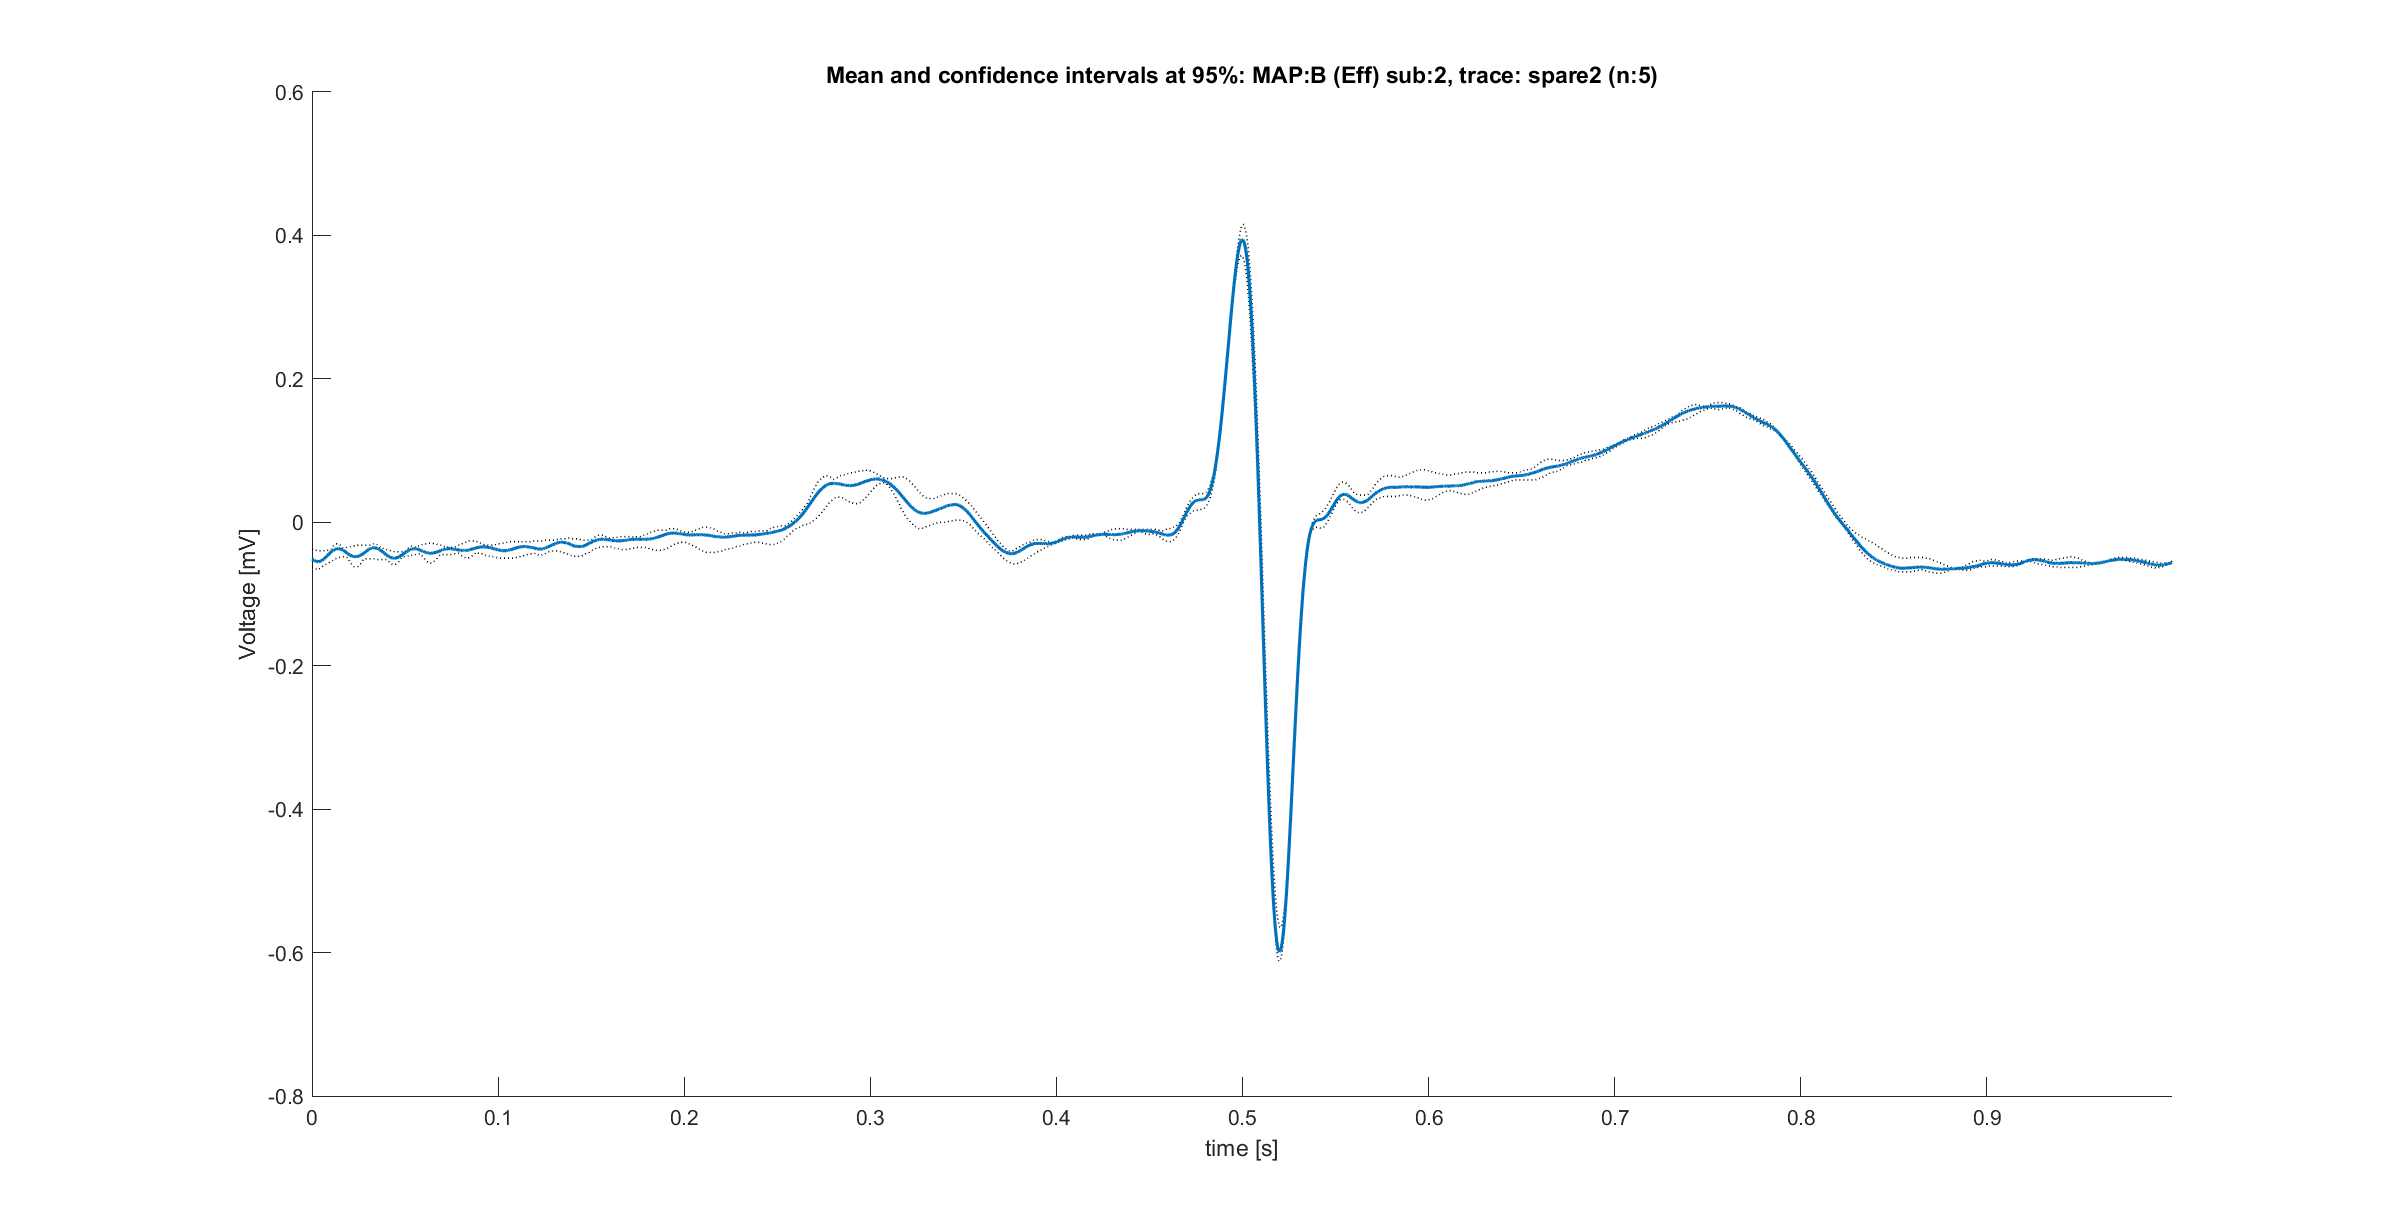 Mean and confidence intervals at 95%: MAP:B (Eff) sub:2, trace: spare2 (n:5)
0.6
0.4
0.2
0
-0.2
-0.4
-0.6
-0.8
Voltage [mV]
0 0.1 0.2 0.3 0.4 0.5 0.6 0.7 0.8 0.9
time [s]